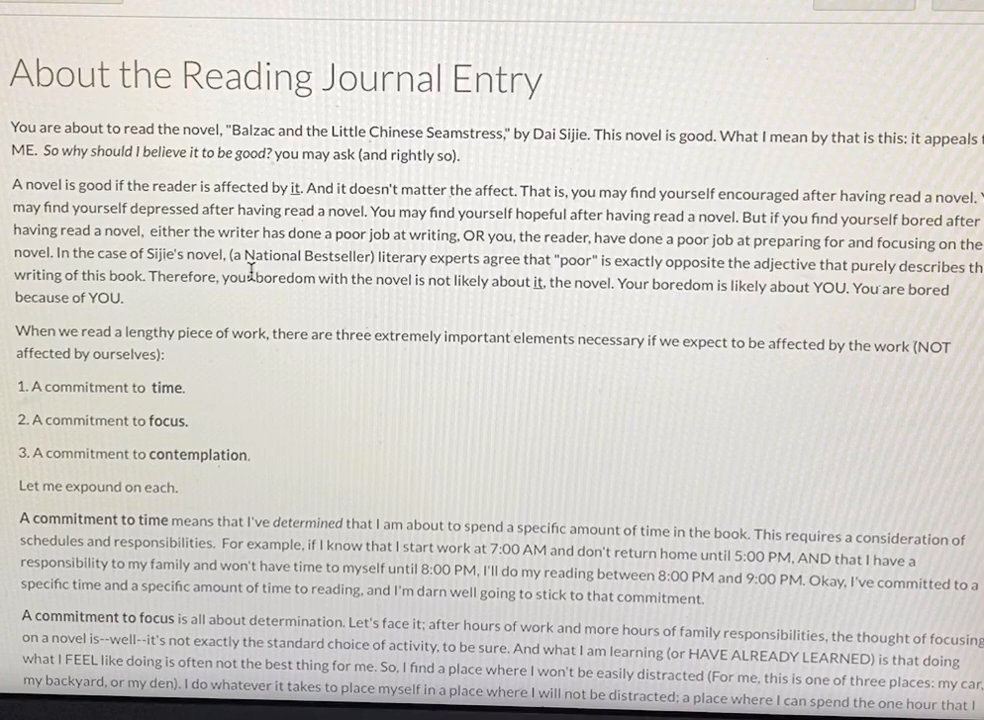 About the Reading Journal Entry
You are about to read the novel, "Balzac and the Little Chinese Seamstress," by Dai Sijie. This novel is good. What I mean by that is this: it appeals
ME. So why should I believe it to be good? you may ask (and rightly so).
A novel is good if the reader is affected by it. And it doesn't matter the affect. That is, you may find yourself encouraged after having read a novel.
may find yourself depressed after having read a novel. You may find yourself hopeful after having read a novel. But if you find yourself bored after
having read a novel, either the writer has done a poor job at writing, OR you, the reader, have done a poor job at preparing for and focusing on the
novel. In the case of Sijie's novel, (a National Bestseller) literary experts agree that "poor" is exactly opposite the adjective that purely describes th
writing of this book. Therefore, your boredom with the novel is not likely about it, the novel. Your boredom is likely about YOU. You are bored
because of YOU.
When we read a lengthy piece of work, there are three extremely important elements necessary if we expect to be affected by the work (NOT
affected by ourselves):
1. A commitment to time.
2. A commitment to focus.
3. A commitment to contemplation.
Let me expound on each.
A commitment to time means that I've determined that I am about to spend a specific amount of time in the book. This requires a consideration of
schedules and responsibilities. For example, if I know that I start work at 7:00 AM and don't return home until 5:00 PM, AND that I have a
responsibility to my family and won't have time to myself until 8:00 PM, I'll do my reading between 8:00 PM and 9:00 PM. Okay, I've committed to a
specific time and a specific amount of time to reading, and I'm darn well going to stick to that commitment.
A commitment to focus is all about determination. Let's face it; after hours of work and more hours of family responsibilities, the thought of focusing
on a novel is--well--it's not exactly the standard choice of activity, to be sure. And what I am learning (or HAVE ALREADY LEARNED) is that doing
what I FEEL like doing is often not the best thing for me. So, I find a place where I won't be easily distracted (For me, this is one of three places: my car,
my backyard, or my den). I do whatever it takes to place myself in a place where I will not be distracted; a place where I can spend the one hour that I